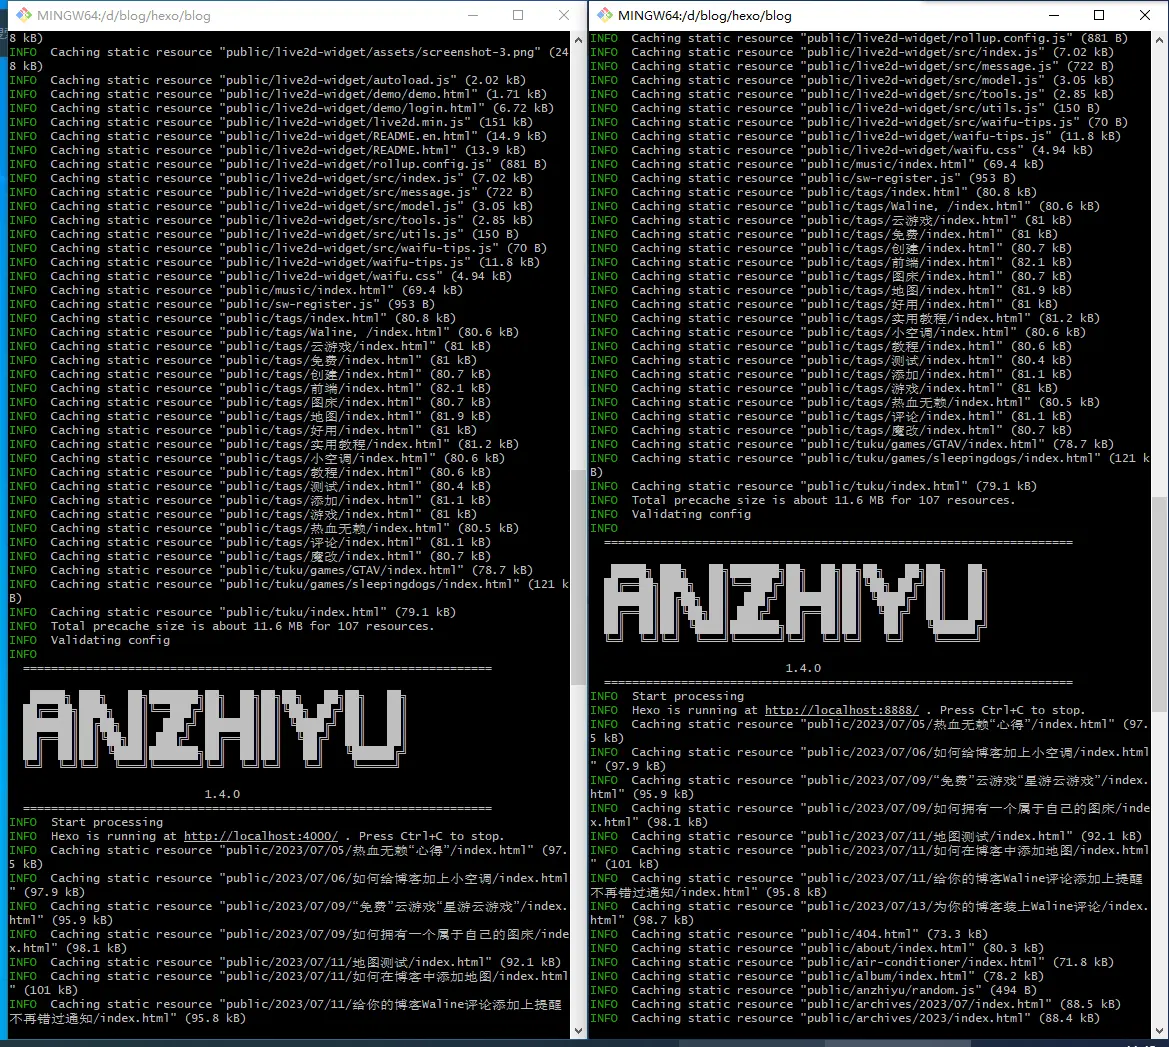 MINGW64:/d/blog/hexo/blog
8 kB)
INFO  Caching static resource "public/live2d-widget/assets/screenshot-3.png" (24
8 kB)
INFO  Caching static resource "public/live2d-widget/autoload.js" (2.02 kB)
INFO  Caching static resource "public/live2d-widget/demo/demo.html" (1.71 kB)
INFO  Caching static resource "public/live2d-widget/demo/login.html" (6.72 kB)
INFO  Caching static resource "public/live2d-widget/live2d.min.js" (151 kB)
INFO  Caching static resource "public/live2d-widget/README.en.html" (14.9 kB)
INFO  Caching static resource "public/live2d-widget/README.html" (13.9 kB)
INFO  Caching static resource "public/live2d-widget/rollup.config.js" (881 B)
INFO  Caching static resource "public/live2d-widget/src/index.js" (7.02 kB)
INFO  Caching static resource "public/live2d-widget/src/message.js" (722 B)
INFO  Caching static resource "public/live2d-widget/src/model.js" (3.05 kB)
INFO  Caching static resource "public/live2d-widget/src/tools.js" (2.85 kB)
INFO  Caching static resource "public/live2d-widget/src/utils.js" (150 B)
INFO  Caching static resource "public/live2d-widget/src/waifu-tips.js" (70 B)
INFO  Caching static resource "public/live2d-widget/waifu-tips.js" (11.8 kB)
INFO  Caching static resource "public/live2d-widget/waifu.css" (4.94 kB)
INFO  Caching static resource "public/music/index.html" (69.4 kB)
INFO  Caching static resource "public/sw-register.js" (953 B)
INFO  Caching static resource "public/tags/index.html" (80.8 kB)
INFO  Caching static resource "public/tags/Waline, /index.html" (80.6 kB)
INFO  Caching static resource "public/tags/云游戏/index.html" (81 kB)
INFO  Caching static resource "public/tags/免费/index.html" (81 kB)
INFO  Caching static resource "public/tags/创建/index.html" (80.7 kB)
INFO  Caching static resource "public/tags/前端/index.html" (82.1 kB)
INFO  Caching static resource "public/tags/图床/index.html" (80.7 kB)
INFO  Caching static resource "public/tags/地图/index.html" (81.9 kB)
INFO  Caching static resource "public/tags/好用/index.html" (81 kB)
INFO  Caching static resource "public/tags/实用教程/index.html" (81.2 kB)
INFO  Caching static resource "public/tags/小空调/index.html" (80.6 kB)
INFO  Caching static resource "public/tags/教程/index.html" (80.6 kB)
INFO  Caching static resource "public/tags/测试/index.html" (80.4 kB)
INFO  Caching static resource "public/tags/添加/index.html" (81.1 kB)
INFO  Caching static resource "public/tags/游戏/index.html" (81 kB)
INFO  Caching static resource "public/tags/热血无赖/index.html" (80.5 kB)
INFO  Caching static resource "public/tags/评论/index.html" (81.1 kB)
INFO  Caching static resource "public/tags/魔改/index.html" (80.7 kB)
INFO  Caching static resource "public/tuku/games/GTAV/index.html" (78.7 kB)
INFO  Caching static resource "public/tuku/games/sleepingdogs/index.html" (121 k
B)
INFO  Caching static resource "public/tuku/index.html" (79.1 kB)
INFO  Total precache size is about 11.6 MB for 107 resources.
INFO  Validating config
INFO
===================================================================
ANZHIYU
1.4.0
===================================================================
INFO  Start processing
INFO  Hexo is running at http://localhost:4000/ . Press Ctrl+C to stop.
INFO  Caching static resource "public/2023/07/05/热血无赖“心得”/index.html" (97.
5 kB)
INFO  Caching static resource "public/2023/07/06/如何给博客加上小空调/index.html
" (97.9 kB)
INFO  Caching static resource "public/2023/07/09/“免费”云游戏“星游云游戏”/index.
html" (95.9 kB)
INFO  Caching static resource "public/2023/07/09/如何拥有一个属于自己的图床/inde
x.html" (98.1 kB)
INFO  Caching static resource "public/2023/07/11/地图测试/index.html" (92.1 kB)
INFO  Caching static resource "public/2023/07/11/如何在博客中添加地图/index.html
" (101 kB)
INFO  Caching static resource "public/2023/07/11/给你的博客Waline评论添加上提醒
不再错过通知/index.html" (95.8 kB)
MINGW64:/d/blog/hexo/blog
INFO  Caching static resource "public/live2d-widget/rollup.config.js" (881 B)
INFO  Caching static resource "public/live2d-widget/src/index.js" (7.02 kB)
INFO  Caching static resource "public/live2d-widget/src/message.js" (722 B)
INFO  Caching static resource "public/live2d-widget/src/model.js" (3.05 kB)
INFO  Caching static resource "public/live2d-widget/src/tools.js" (2.85 kB)
INFO  Caching static resource "public/live2d-widget/src/utils.js" (150 B)
INFO  Caching static resource "public/live2d-widget/src/waifu-tips.js" (70 B)
INFO  Caching static resource "public/live2d-widget/waifu-tips.js" (11.8 kB)
INFO  Caching static resource "public/live2d-widget/waifu.css" (4.94 kB)
INFO  Caching static resource "public/music/index.html" (69.4 kB)
INFO  Caching static resource "public/sw-register.js" (953 B)
INFO  Caching static resource "public/tags/index.html" (80.8 kB)
INFO  Caching static resource "public/tags/Waline, /index.html" (80.6 kB)
INFO  Caching static resource "public/tags/云游戏/index.html" (81 kB)
INFO  Caching static resource "public/tags/免费/index.html" (81 kB)
INFO  Caching static resource "public/tags/创建/index.html" (80.7 kB)
INFO  Caching static resource "public/tags/前端/index.html" (82.1 kB)
INFO  Caching static resource "public/tags/图床/index.html" (80.7 kB)
INFO  Caching static resource "public/tags/地图/index.html" (81.9 kB)
INFO  Caching static resource "public/tags/好用/index.html" (81 kB)
INFO  Caching static resource "public/tags/实用教程/index.html" (81.2 kB)
INFO  Caching static resource "public/tags/小空调/index.html" (80.6 kB)
INFO  Caching static resource "public/tags/教程/index.html" (80.6 kB)
INFO  Caching static resource "public/tags/测试/index.html" (80.4 kB)
INFO  Caching static resource "public/tags/添加/index.html" (81.1 kB)
INFO  Caching static resource "public/tags/游戏/index.html" (81 kB)
INFO  Caching static resource "public/tags/热血无赖/index.html" (80.5 kB)
INFO  Caching static resource "public/tags/评论/index.html" (81.1 kB)
INFO  Caching static resource "public/tags/魔改/index.html" (80.7 kB)
INFO  Caching static resource "public/tuku/games/GTAV/index.html" (78.7 kB)
INFO  Caching static resource "public/tuku/games/sleepingdogs/index.html" (121 k
B)
INFO  Caching static resource "public/tuku/index.html" (79.1 kB)
INFO  Total precache size is about 11.6 MB for 107 resources.
INFO  Validating config
INFO
===================================================================
ANZHIYU
1.4.0
===================================================================
INFO  Start processing
INFO  Hexo is running at http://localhost:8888/ . Press Ctrl+C to stop.
INFO  Caching static resource "public/2023/07/05/热血无赖“心得”/index.html" (97.
5 kB)
INFO  Caching static resource "public/2023/07/06/如何给博客加上小空调/index.html
" (97.9 kB)
INFO  Caching static resource "public/2023/07/09/“免费”云游戏“星游云游戏”/index.
html" (95.9 kB)
INFO  Caching static resource "public/2023/07/09/如何拥有一个属于自己的图床/inde
x.html" (98.1 kB)
INFO  Caching static resource "public/2023/07/11/地图测试/index.html" (92.1 kB)
INFO  Caching static resource "public/2023/07/11/如何在博客中添加地图/index.html
" (101 kB)
INFO  Caching static resource "public/2023/07/11/给你的博客Waline评论添加上提醒
不再错过通知/index.html" (95.8 kB)
INFO  Caching static resource "public/2023/07/13/为你的博客装上Waline评论/index.
html" (98.7 kB)
INFO  Caching static resource "public/404.html" (73.3 kB)
INFO  Caching static resource "public/about/index.html" (80.3 kB)
INFO  Caching static resource "public/air-conditioner/index.html" (71.8 kB)
INFO  Caching static resource "public/album/index.html" (78.2 kB)
INFO  Caching static resource "public/anzhiyu/random.js" (494 B)
INFO  Caching static resource "public/archives/2023/07/index.html" (88.5 kB)
INFO  Caching static resource "public/archives/2023/index.html" (88.4 kB)